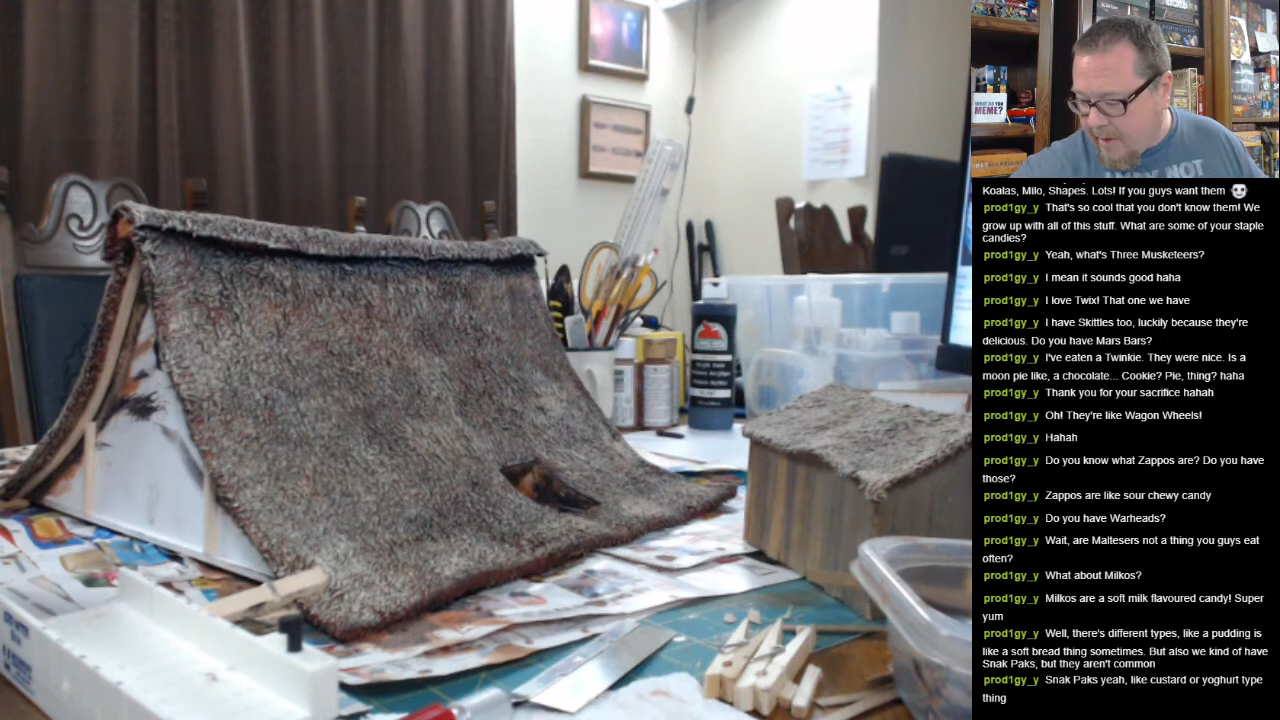 WHAT DO YOU
MEME?
FIRST MARTIANS
NOT
Koalas, Milo, Shapes. Lots! If you guys want them
prod1gy_y That's so cool that you don't know them! We
grow up with all of this stuff. What are some of your staple
candies?
prod1gy_y Yeah, what's Three Musketeers?
prod1gy_y I mean it sounds good haha
prod1gy_y I love Twix! That one we have
prod1gy_y I have Skittles too, luckily because they're
delicious. Do you have Mars Bars?
prod1gy_y I've eaten a Twinkie. They were nice. Is a
moon pie like, a chocolate... Cookie? Pie, thing? haha
prod1gy_y Thank you for your sacrifice hahah
prod1gy_y Oh! They're like Wagon Wheels!
prod1gy_y Hahah
prod1gy_y Do you know what Zappos are? Do you have
those?
prod1gy_y Zappos are like sour chewy candy
prod1gy_y Do you have Warheads?
prod1gy_y Wait, are Maltesers not a thing you guys eat
often?
prod1gy_y What about Milkos?
prod1gy_y Milkos are a soft milk flavoured candy! Super
yum
prod1gy_y Well, there's different types, like a pudding is
like a soft bread thing sometimes. But also we kind of have
Snak Paks, but they aren't common
prod1gy_y Snak Paks yeah, like custard or yoghurt type
thing